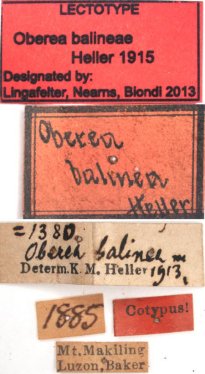 LECTOTYPE
Oberea balineae
Heller 1915
Designated by:
Lingafelter, Nearns, Biondi 2013
Oberea
balinea
Heller
=1380.
Oberea balinea m
Determ. K. M. Heller 1913.
1885
Cotypus!
Mt. Makiling
Luzon, Baker